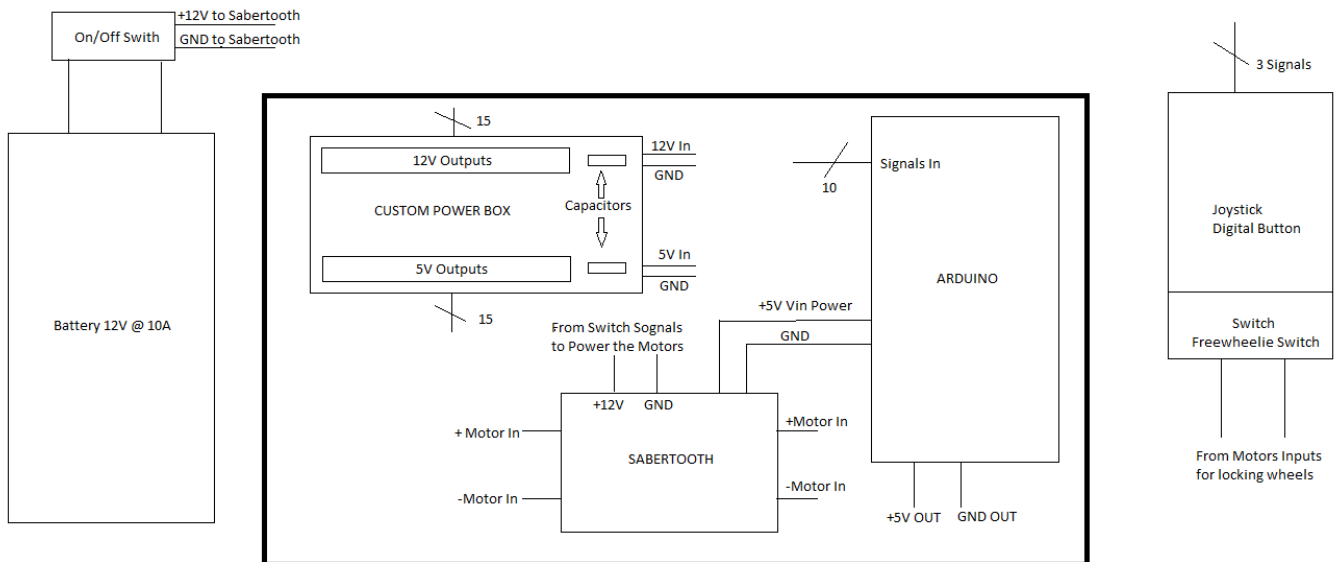 +12V to Sabertooth
On/Off Swith
GND to Sabertooth
Battery 12V @ 10A
15
12V Outputs
12V In
GND
CUSTOM POWER BOX
Capacitors
5V In
5V Outputs
GND
15
From Switch Sognals
to Power the Motors
+12V
GND
+ Motor In
+Motor In
SABERTOOTH
-Motor In
-Motor In
Signals In
10
ARDUINO
+5V Vin Power
GND
+5V OUT
GND OUT
3 Signals
Joystick
Digital Button
Switch
Freewheelie Switch
From Motors Inputs
for locking wheels